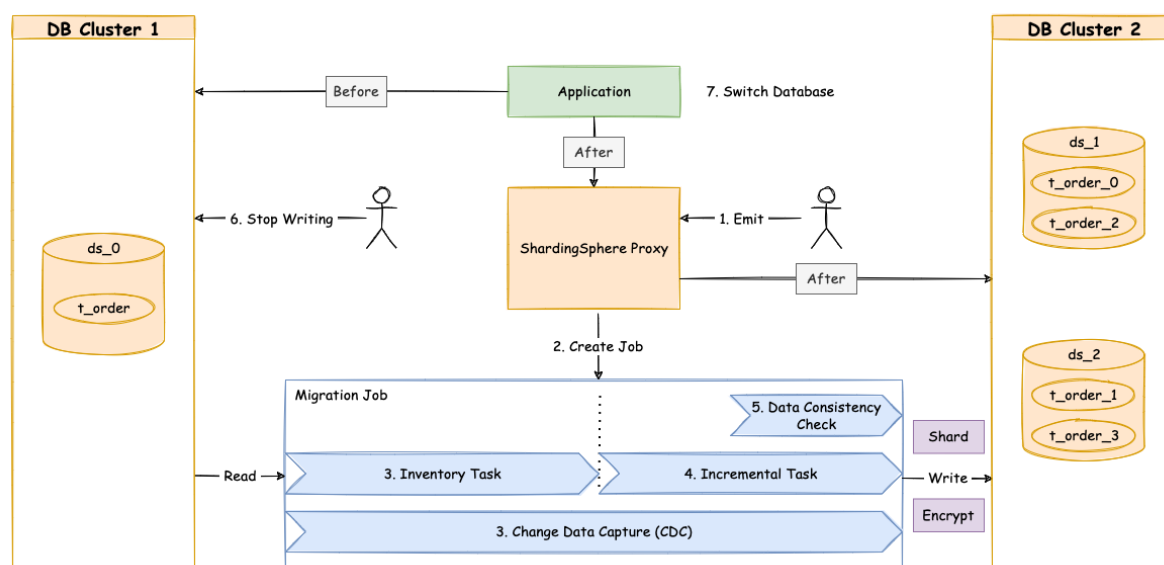 DB Cluster 1
DB Cluster 2
Before
Application
7. Switch Database
After
ds_1
t_order_0
t_order_2
6. Stop Writing
1. Emit
ShardingSphere Proxy
ds_0
t_order
After
2. Create Job
ds_2
t_order_1
t_order_3
Migration Job
5. Data Consistency
Check
Shard
Read
3. Inventory Task
4. Incremental Task
Write
Encrypt
3. Change Data Capture (CDC)